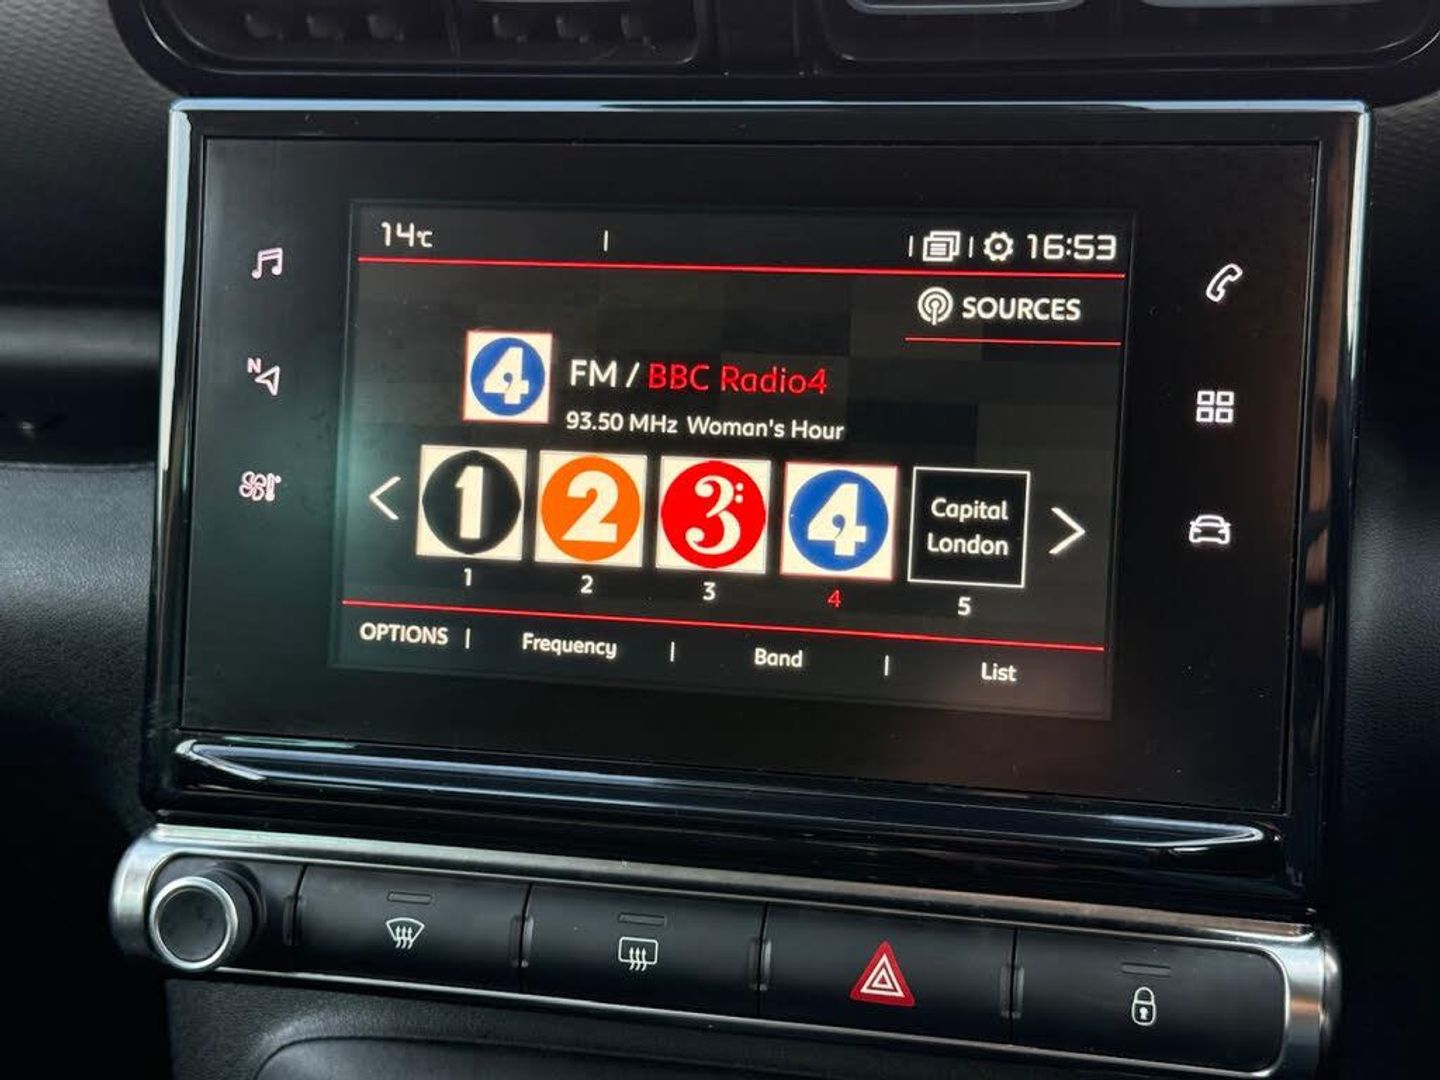 14°C
16:53
SOURCES
4
FM / BBC Radio4
93.50 MHz Woman's Hour
1 2 3: 4 Capital
London
1 2 3 4 5
OPTIONS Frequency Band List
N